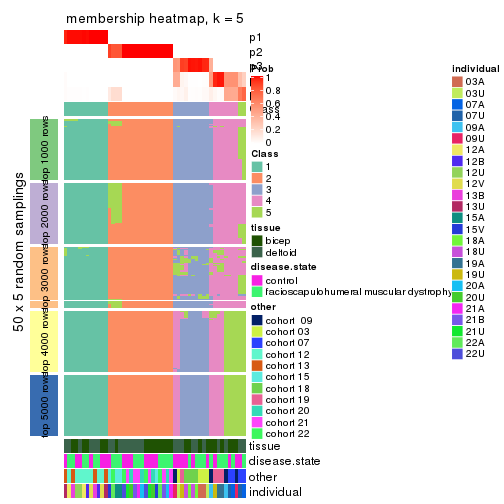 membership heatmap, k = 5
p1
p2
p3
Prob
1
0.8
0.6
0.4
0.2
0
Class
1
2
3
4
5
tissue
bicep
deltoid
disease.state
control
facioscapulohumeral muscular dystrophy
other
cohort 09
cohort 03
cohort 07
cohort 12
cohort 13
cohort 15
cohort 18
cohort 19
cohort 20
cohort 21
cohort 22
individual
03A
03U
07A
07U
09A
09U
12A
12B
12U
12V
13B
13U
15A
15V
18A
18U
19A
19U
20A
20U
21A
21B
21U
22A
22U
50 x 5 random samplings
top 1000 rows
top 2000 rows
top 3000 rows
top 4000 rows
top 5000 rows
tissue
disease.state
other
individual